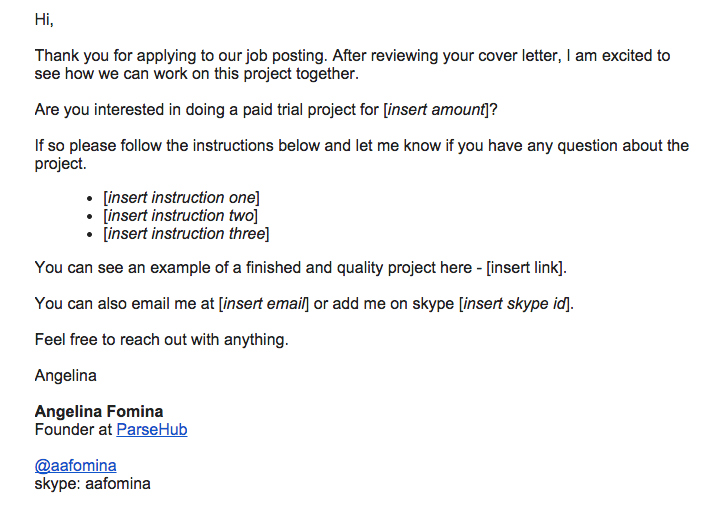 Hi,
Thank you for applying to our job posting. After reviewing your cover letter, I am excited to
see how we can work on this project together.
Are you interested in doing a paid trial project for [insert amount]?
If so please follow the instructions below and let me know if you have any question about the
project.
• [insert instruction one]
• [insert instruction two]
• [insert instruction three]
You can see an example of a finished and quality project here - [insert link].
You can also email me at [insert email] or add me on skype [insert skype id].
Feel free to reach out with anything.
Angelina
Angelina Fomina
Founder at ParseHub
@aafomina
skype: aafomina